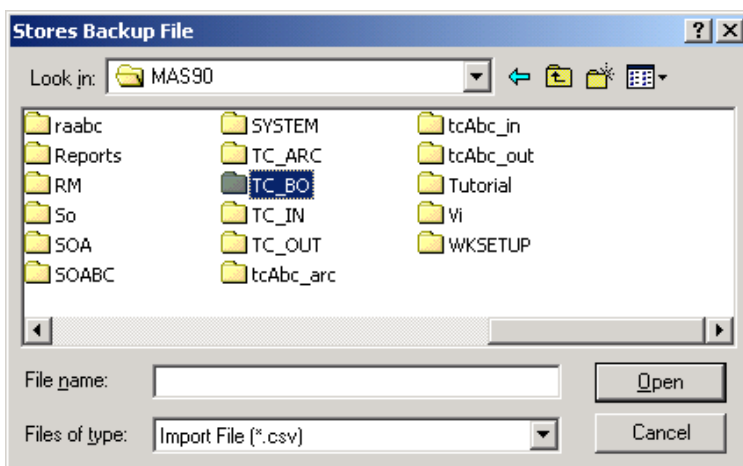 Stores Backup File
Look in: MAS90
raabc SYSTEM tcAbc_in
Reports TC_ARC tcAbc_out
RM TC_BO Tutorial
So TC_IN Vi
SOA TC_OUT WKSETUP
SOABC tcAbc_arc
File name: Open
Files of type: Import File (*.csv) Cancel